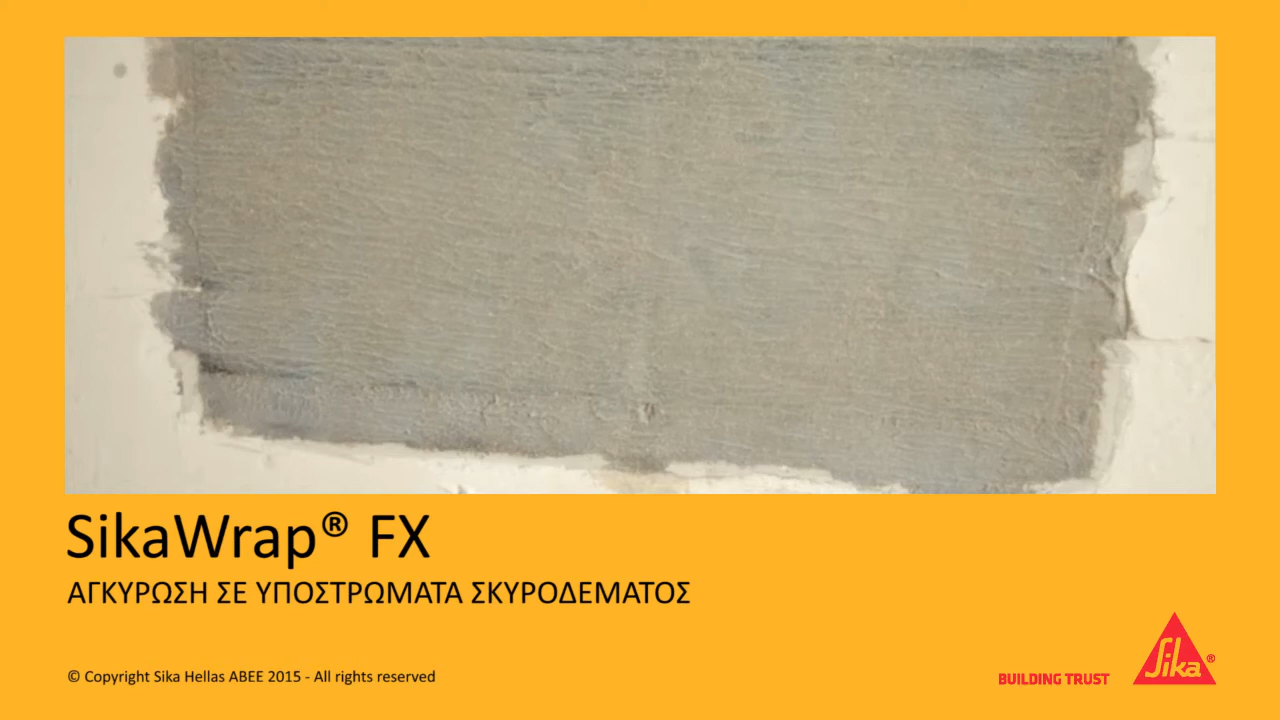 SikaWrap® FX
ΑΓΚΥΡΩΣΗ ΣΕ ΥΠΟΣΤΡΩΜΑΤΑ ΣΚΥΡΟΔΕΜΑΤΟΣ
© Copyright Sika Hellas ABEE 2015 - All rights reserved
BUILDING TRUST
Sika®